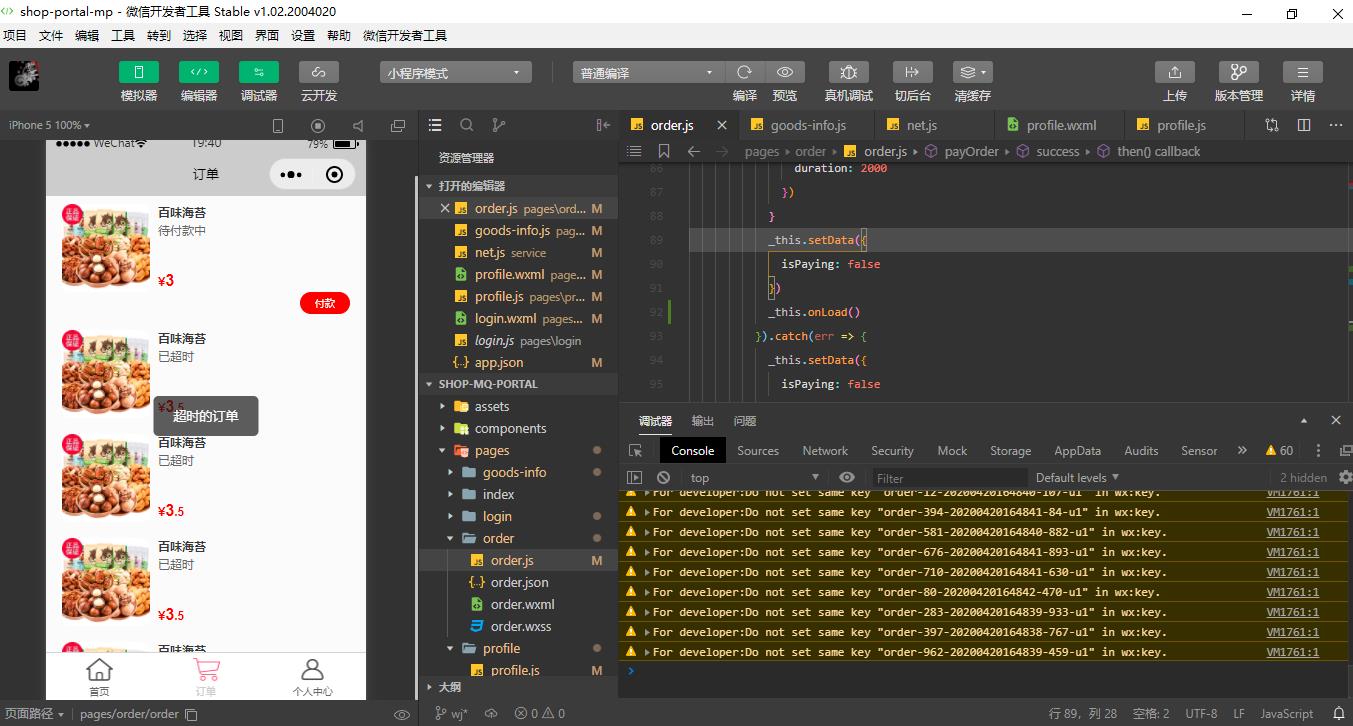 shop-portal-mp - 微信开发者工具 Stable v1.02.2004020
项目 文件 编辑 工具 转到 选择 视图 界面 设置 帮助 微信开发者工具
模拟器 编辑器 调试器 云开发 小程序模式 普通编译 编译 预览 真机调试 切后台 清缓存 上传 版本管理 详情
iPhone 5 100%
WeChat 19:40 79%
订单
百味海苔
待付款中
¥3
付款
百味海苔
已超时
¥3.5
超时的订单
百味海苔
已超时
¥3.5
百味海苔
已超时
¥3.5
百味海苔
首页 订单 个人中心
资源管理器
打开的编辑器
order.js pages\ord... M
goods-info.js pag... M
net.js service M
profile.wxml page... M
profile.js pages\pr... M
login.wxml pages... M
login.js pages\login
{..} app.json M
SHOP-MQ-PORTAL
assets
components
pages
goods-info
index
login
order
order.js M
{..} order.json
order.wxml
order.wxss
profile
profile.js M
大纲
order.js goods-info.js net.js profile.wxml profile.js
pages order order.js payOrder success then() callback
86 duration: 2000
87 })
88 }
89 _this.setData({
90 isPaying: false
91 })
92 _this.onLoad()
93 }).catch(err => {
94 _this.setData({
95 isPaying: false
调试器 输出 问题
Console Sources Network Security Mock Storage AppData Audits Sensor 60
top Filter Default levels 2 hidden
For developer:Do not set same key "order-12-20200420164840-107-u1" in wx:key. VM1761:1
For developer:Do not set same key "order-394-20200420164841-84-u1" in wx:key. VM1761:1
For developer:Do not set same key "order-581-20200420164840-882-u1" in wx:key. VM1761:1
For developer:Do not set same key "order-676-20200420164841-893-u1" in wx:key. VM1761:1
For developer:Do not set same key "order-710-20200420164841-630-u1" in wx:key. VM1761:1
For developer:Do not set same key "order-80-20200420164842-470-u1" in wx:key. VM1761:1
For developer:Do not set same key "order-283-20200420164839-933-u1" in wx:key. VM1761:1
For developer:Do not set same key "order-397-20200420164838-767-u1" in wx:key. VM1761:1
For developer:Do not set same key "order-962-20200420164839-459-u1" in wx:key. VM1761:1
页面路径 pages/order/order wj* 0 0 行 89，列 28 空格: 2 UTF-8 LF JavaScript